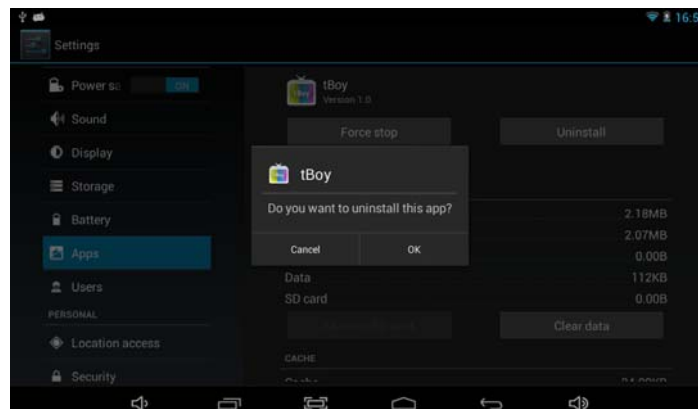 16:5
Settings
Power sa
ON
tBoy
Version 1.0
Sound
Force stop
Uninstall
Display
tBoy
Storage
Do you want to uninstall this app?
2.18MB
Battery
2.07MB
Cancel
OK
Apps
0.00B
Data
112KB
Users
SD card
0.00B
PERSONAL
Clear data
Location access
CACHE
Security